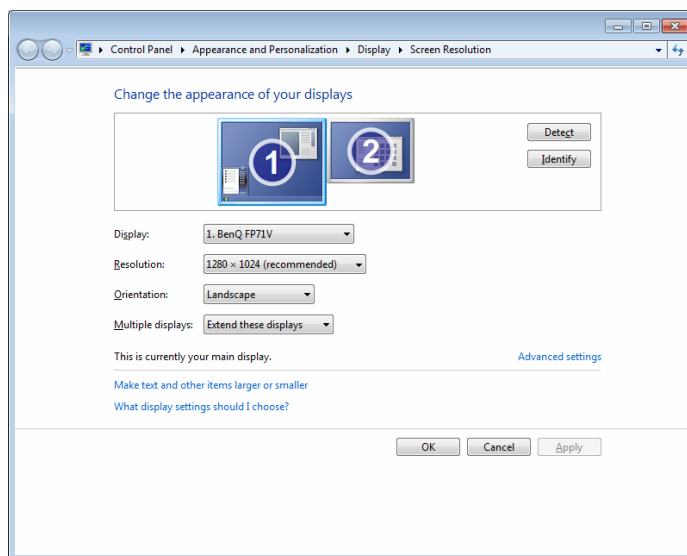 Control Panel ▸ Appearance and Personalization ▸ Display ▸ Screen Resolution
Change the appearance of your displays
1 2
Detect
Identify
Display: 1. BenQ FP71V
Resolution: 1280 × 1024 (recommended)
Orientation: Landscape
Multiple displays: Extend these displays
This is currently your main display. Advanced settings
Make text and other items larger or smaller
What display settings should I choose?
OK Cancel Apply